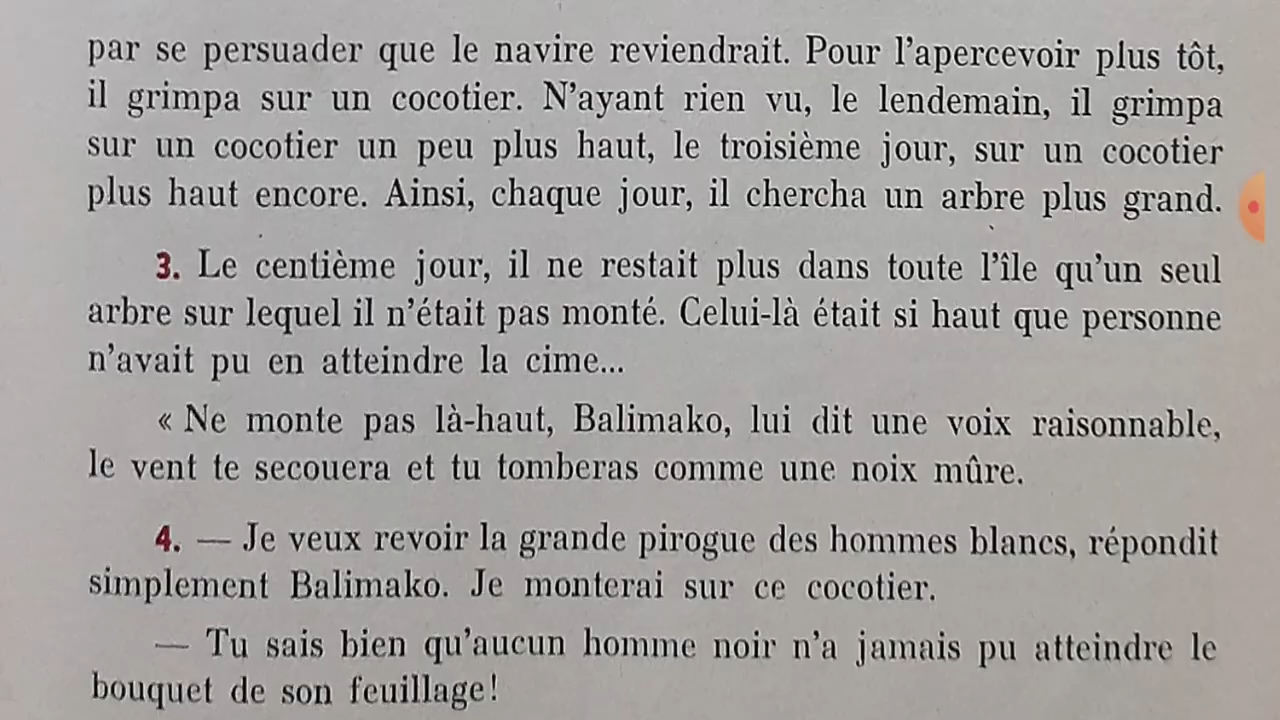 par se persuader que le navire reviendrait. Pour l'apercevoir plus tôt,
il grimpa sur un cocotier. N'ayant rien vu, le lendemain, il grimpa
sur un cocotier un peu plus haut, le troisième jour, sur un cocotier
plus haut encore. Ainsi, chaque jour, il chercha un arbre plus grand.
3. Le centième jour, il ne restait plus dans toute l'île qu'un seul
arbre sur lequel il n'était pas monté. Celui-là était si haut que personne
n'avait pu en atteindre la cime...
« Ne monte pas là-haut, Balimako, lui dit une voix raisonnable,
le vent te secouera et tu tomberas comme une noix mûre.
4. — Je veux revoir la grande pirogue des hommes blancs, répondit
simplement Balimako. Je monterai sur ce cocotier.
— Tu sais bien qu'aucun homme noir n'a jamais pu atteindre le
bouquet de son feuillage!